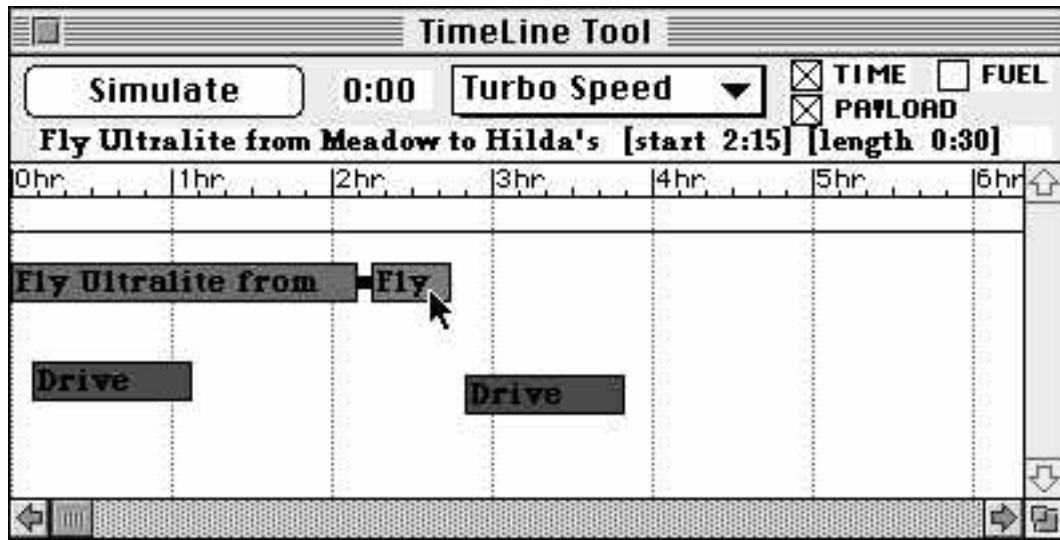 TimeLine Tool
Simulate 0:00 Turbo Speed TIME FUEL
PAYLOAD
Fly Ultralite from Meadow to Hilda's [start 2:15] [length 0:30]
0hr 1hr 2hr 3hr 4hr 5hr 6hr
Fly Ultralite from Fly
Drive
Drive